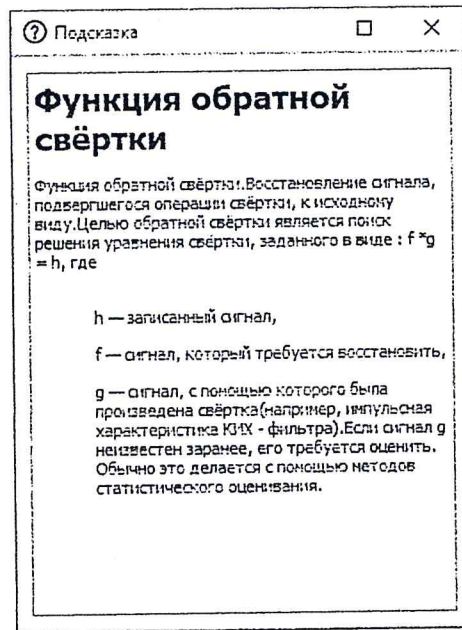 Подсказка
Функция обратной
свёртки
Функция обратной свёртки.Восстановление сигнала,
подвергшегося операции свёртки, к исходному
виду.Целью обратной свёртки является поиск
решения уравнения свёртки, заданного в виде : f *g
= h, где
h — записанный сигнал,
f — сигнал, который требуется восстановить,
g — сигнал, с помощью которого была
произведена свёртка(например, импульсная
характеристика КИХ - фильтра).Если сигнал g
неизвестен заранее, его требуется оценить.
Обычно это делается с помощью методов
статистического оценивания.